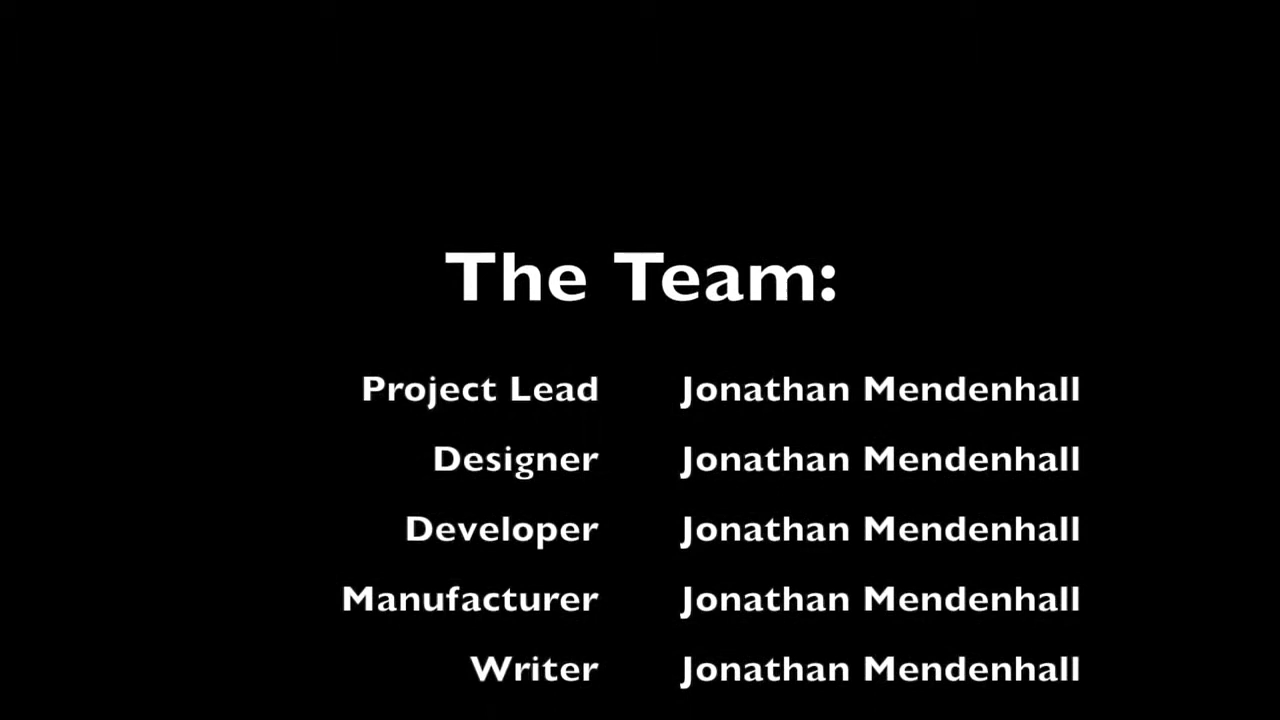 The Team:
Project Lead Jonathan Mendenhall
Designer Jonathan Mendenhall
Developer Jonathan Mendenhall
Manufacturer Jonathan Mendenhall
Writer Jonathan Mendenhall